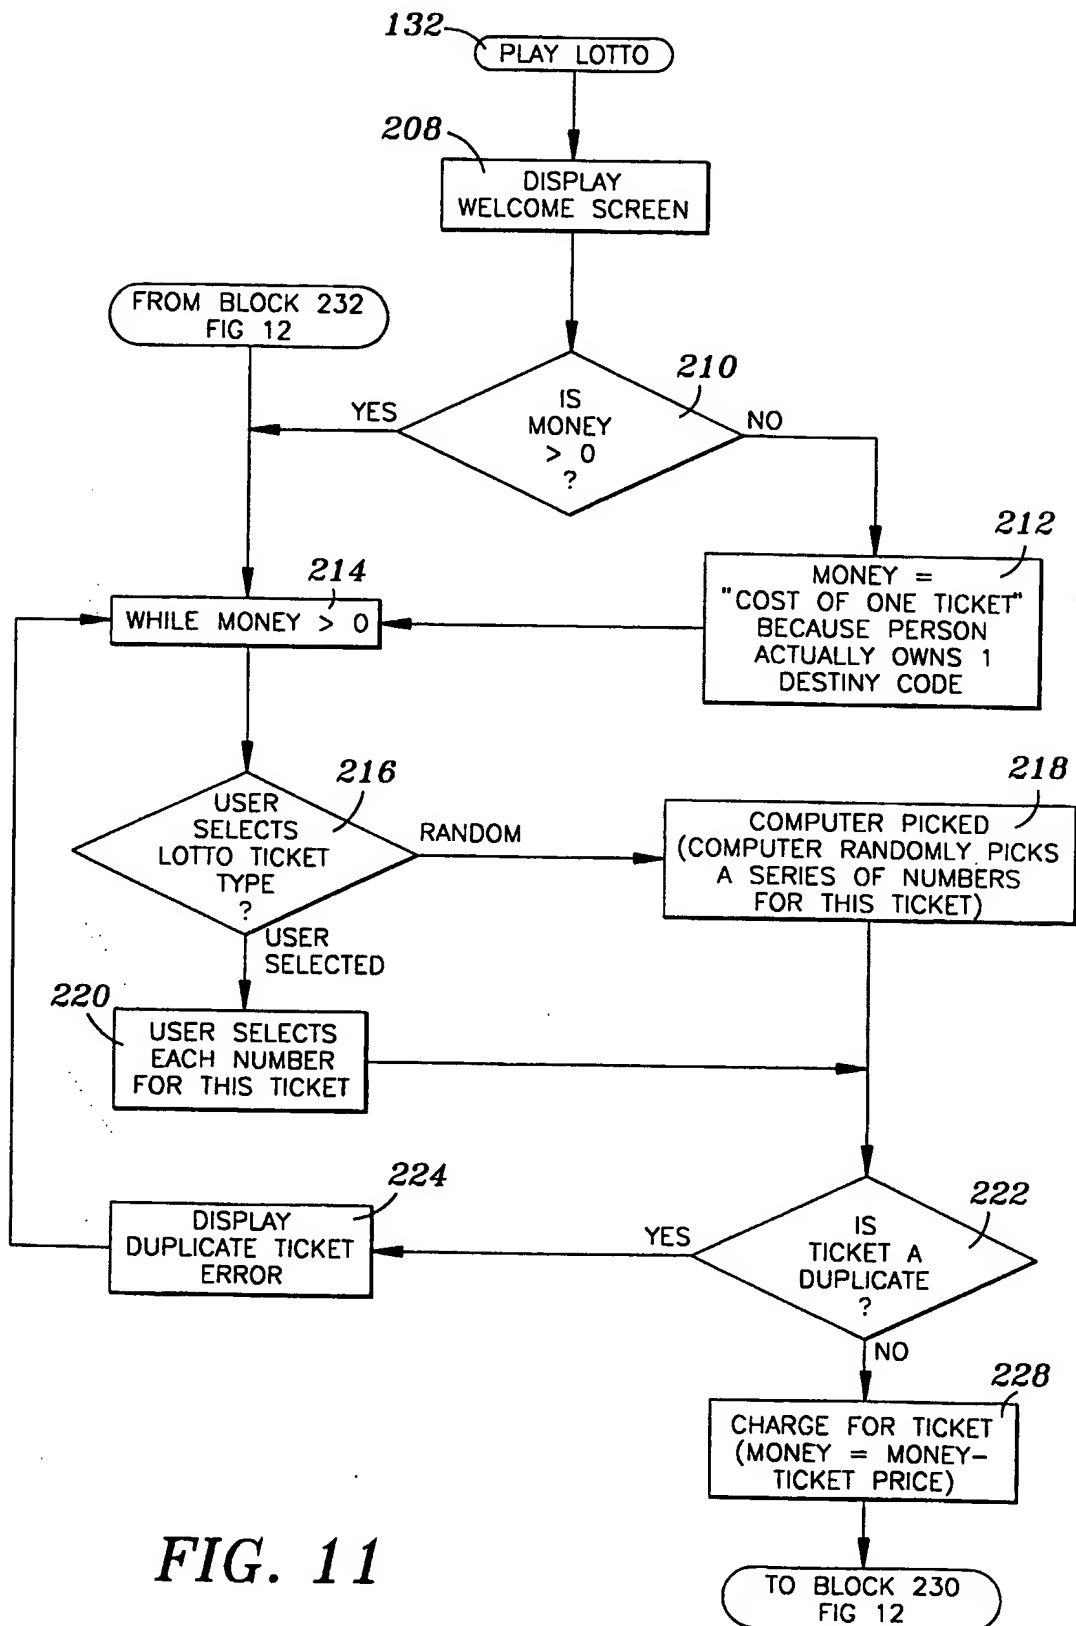 132
PLAY LOTTO
208
DISPLAY
WELCOME SCREEN
FROM BLOCK 232
FIG 12
210
IS
MONEY
> 0
?
YES
NO
212
MONEY =
"COST OF ONE TICKET"
BECAUSE PERSON
ACTUALLY OWNS 1
DESTINY CODE
214
WHILE MONEY > 0
216
USER
SELECTS
LOTTO TICKET
TYPE
?
RANDOM
218
COMPUTER PICKED
(COMPUTER RANDOMLY PICKS
A SERIES OF NUMBERS
FOR THIS TICKET)
USER
SELECTED
220
USER SELECTS
EACH NUMBER
FOR THIS TICKET
222
IS
TICKET A
DUPLICATE
?
YES
224
DISPLAY
DUPLICATE TICKET
ERROR
NO
228
CHARGE FOR TICKET
(MONEY = MONEY-
TICKET PRICE)
TO BLOCK 230
FIG 12
FIG. 11